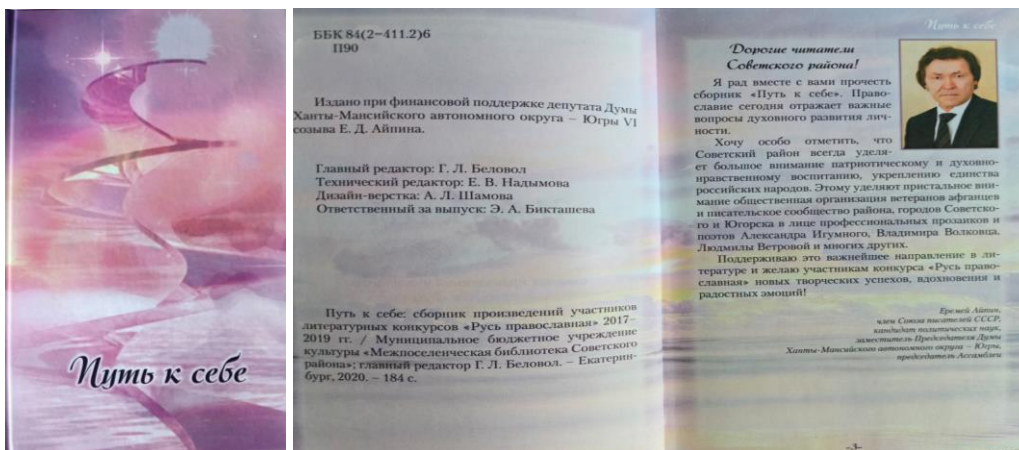 Путь к себе
ББК 84(2-411.2)6
П90
Издано при финансовой поддержке депутата Думы
Ханты-Мансийского автономного округа – Югры VI
созыва Е. Д. Айпина.
Главный редактор: Г. Л. Беловол
Технический редактор: Е. В. Надымова
Дизайн-верстка: А. Л. Шамова
Ответственный за выпуск: Э. А. Бикташева
Путь к себе: сборник произведений участников
литературных конкурсов «Русь православная» 2017–
2019 гг. / Муниципальное бюджетное учреждение
культуры «Межпоселенческая библиотека Советского
района»; главный редактор Г. Л. Беловол. – Екатерин-
бург, 2020. – 184 с.
Путь к себе
Дорогие читатели
Советского района!
Я рад вместе с вами прочесть
сборник «Путь к себе». Право-
славие сегодня отражает важные
вопросы духовного развития лич-
ности.
Хочу особо отметить, что
Советский район всегда уделя-
ет большое внимание патриотическому и духовно-
нравственному воспитанию, укреплению единства
российских народов. Этому уделяют пристальное вни-
мание общественная организация ветеранов афганцев
и писательское сообщество района, городов Советско-
го и Югорска в лице профессиональных прозаиков и
поэтов Александра Игумного, Владимира Волковца,
Людмилы Ветровой и многих других.
Поддерживаю это важнейшее направление в ли-
тературе и желаю участникам конкурса «Русь право-
славная» новых творческих успехов, вдохновения и
радостных эмоций!
Еремей Айпин,
член Союза писателей СССР,
кандидат политических наук,
заместитель Председателя Думы
Ханты-Мансийского автономного округа – Югры,
председатель Ассамблеи
-3-